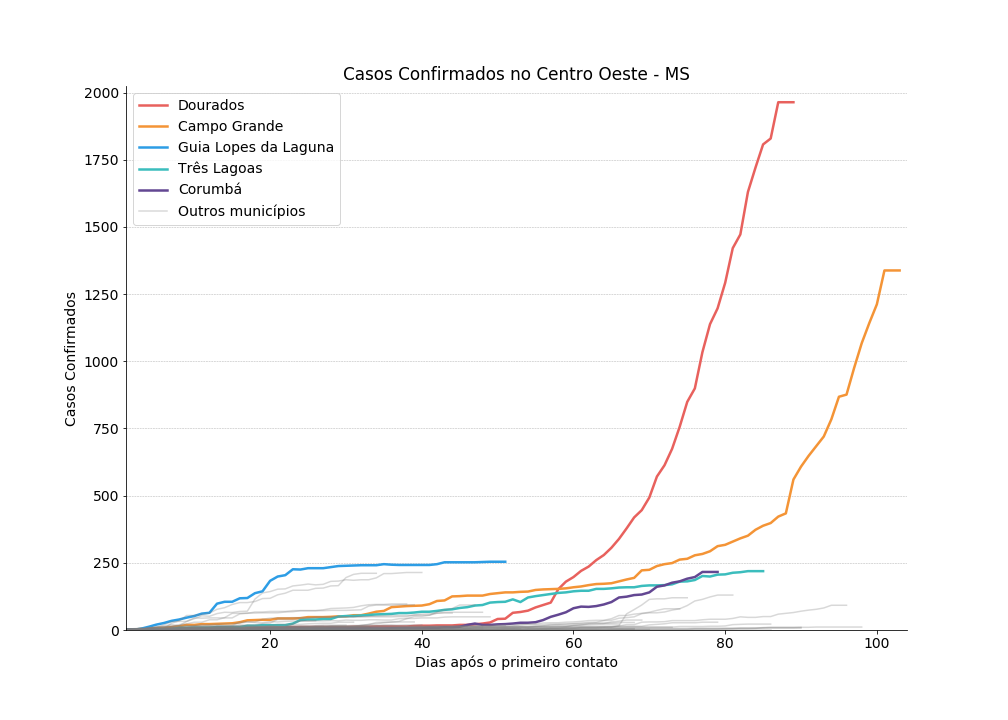 Casos Confirmados no Centro Oeste - MS
Dourados
Campo Grande
Guia Lopes da Laguna
Três Lagoas
Corumbá
Outros municípios
2000
1750
1500
1250
1000
750
500
250
0
Casos Confirmados
20 40 60 80 100
Dias após o primeiro contato